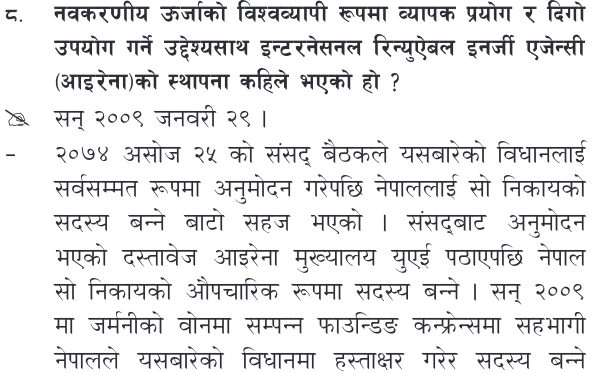 ८. नवकरणीय ऊर्जाको विश्वव्यापी रूपमा व्यापक प्रयोग र दिगो
उपयोग गर्ने उद्देश्यसाथ इन्टरनेसनल रिन्युऐबल इनर्जी एजेन्सी
(आइरेना)को स्थापना कहिले भएको हो ?
✍ सन् २००९ जनवरी २९ ।
– २०७४ असोज २५ को संसद् बैठकले यसबारेको विधानलाई
सर्वसम्मत रूपमा अनुमोदन गरेपछि नेपाललाई सो निकायको
सदस्य बन्ने बाटो सहज भएको । संसद्‌बाट अनुमोदन
भएको दस्तावेज आइरेना मुख्यालय युएई पठाएपछि नेपाल
सो निकायको औपचारिक रूपमा सदस्य बन्ने । सन् २००९
मा जर्मनीको वोनमा सम्पन्न फाउन्डिङ कन्फ्रेन्समा सहभागी
नेपालले यसबारेको विधानमा हस्ताक्षर गरेर सदस्य बन्ने